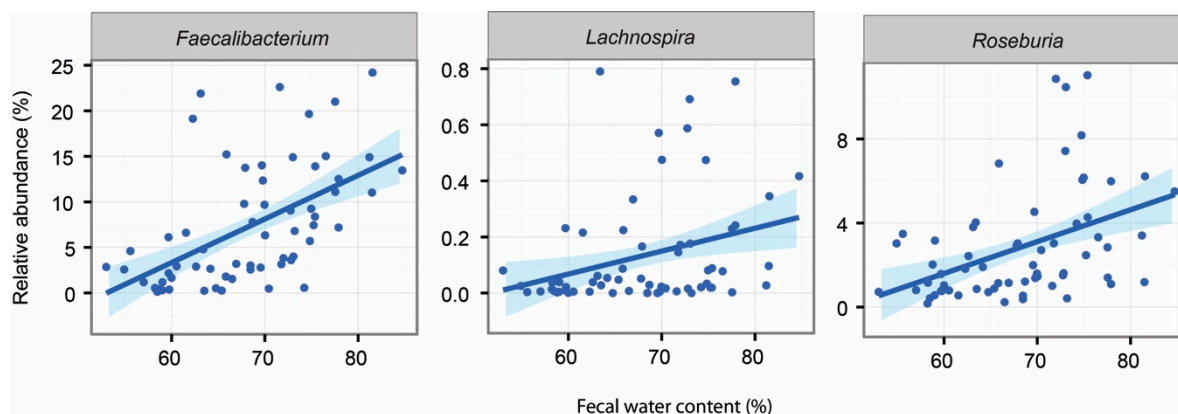 Faecalibacterium
Lachnospira
Roseburia
Relative abundance (%)
25
20
15
10
5
0
0.8
0.6
0.4
0.2
0.0
8
4
0
60 70 80
60 70 80
60 70 80
Fecal water content (%)